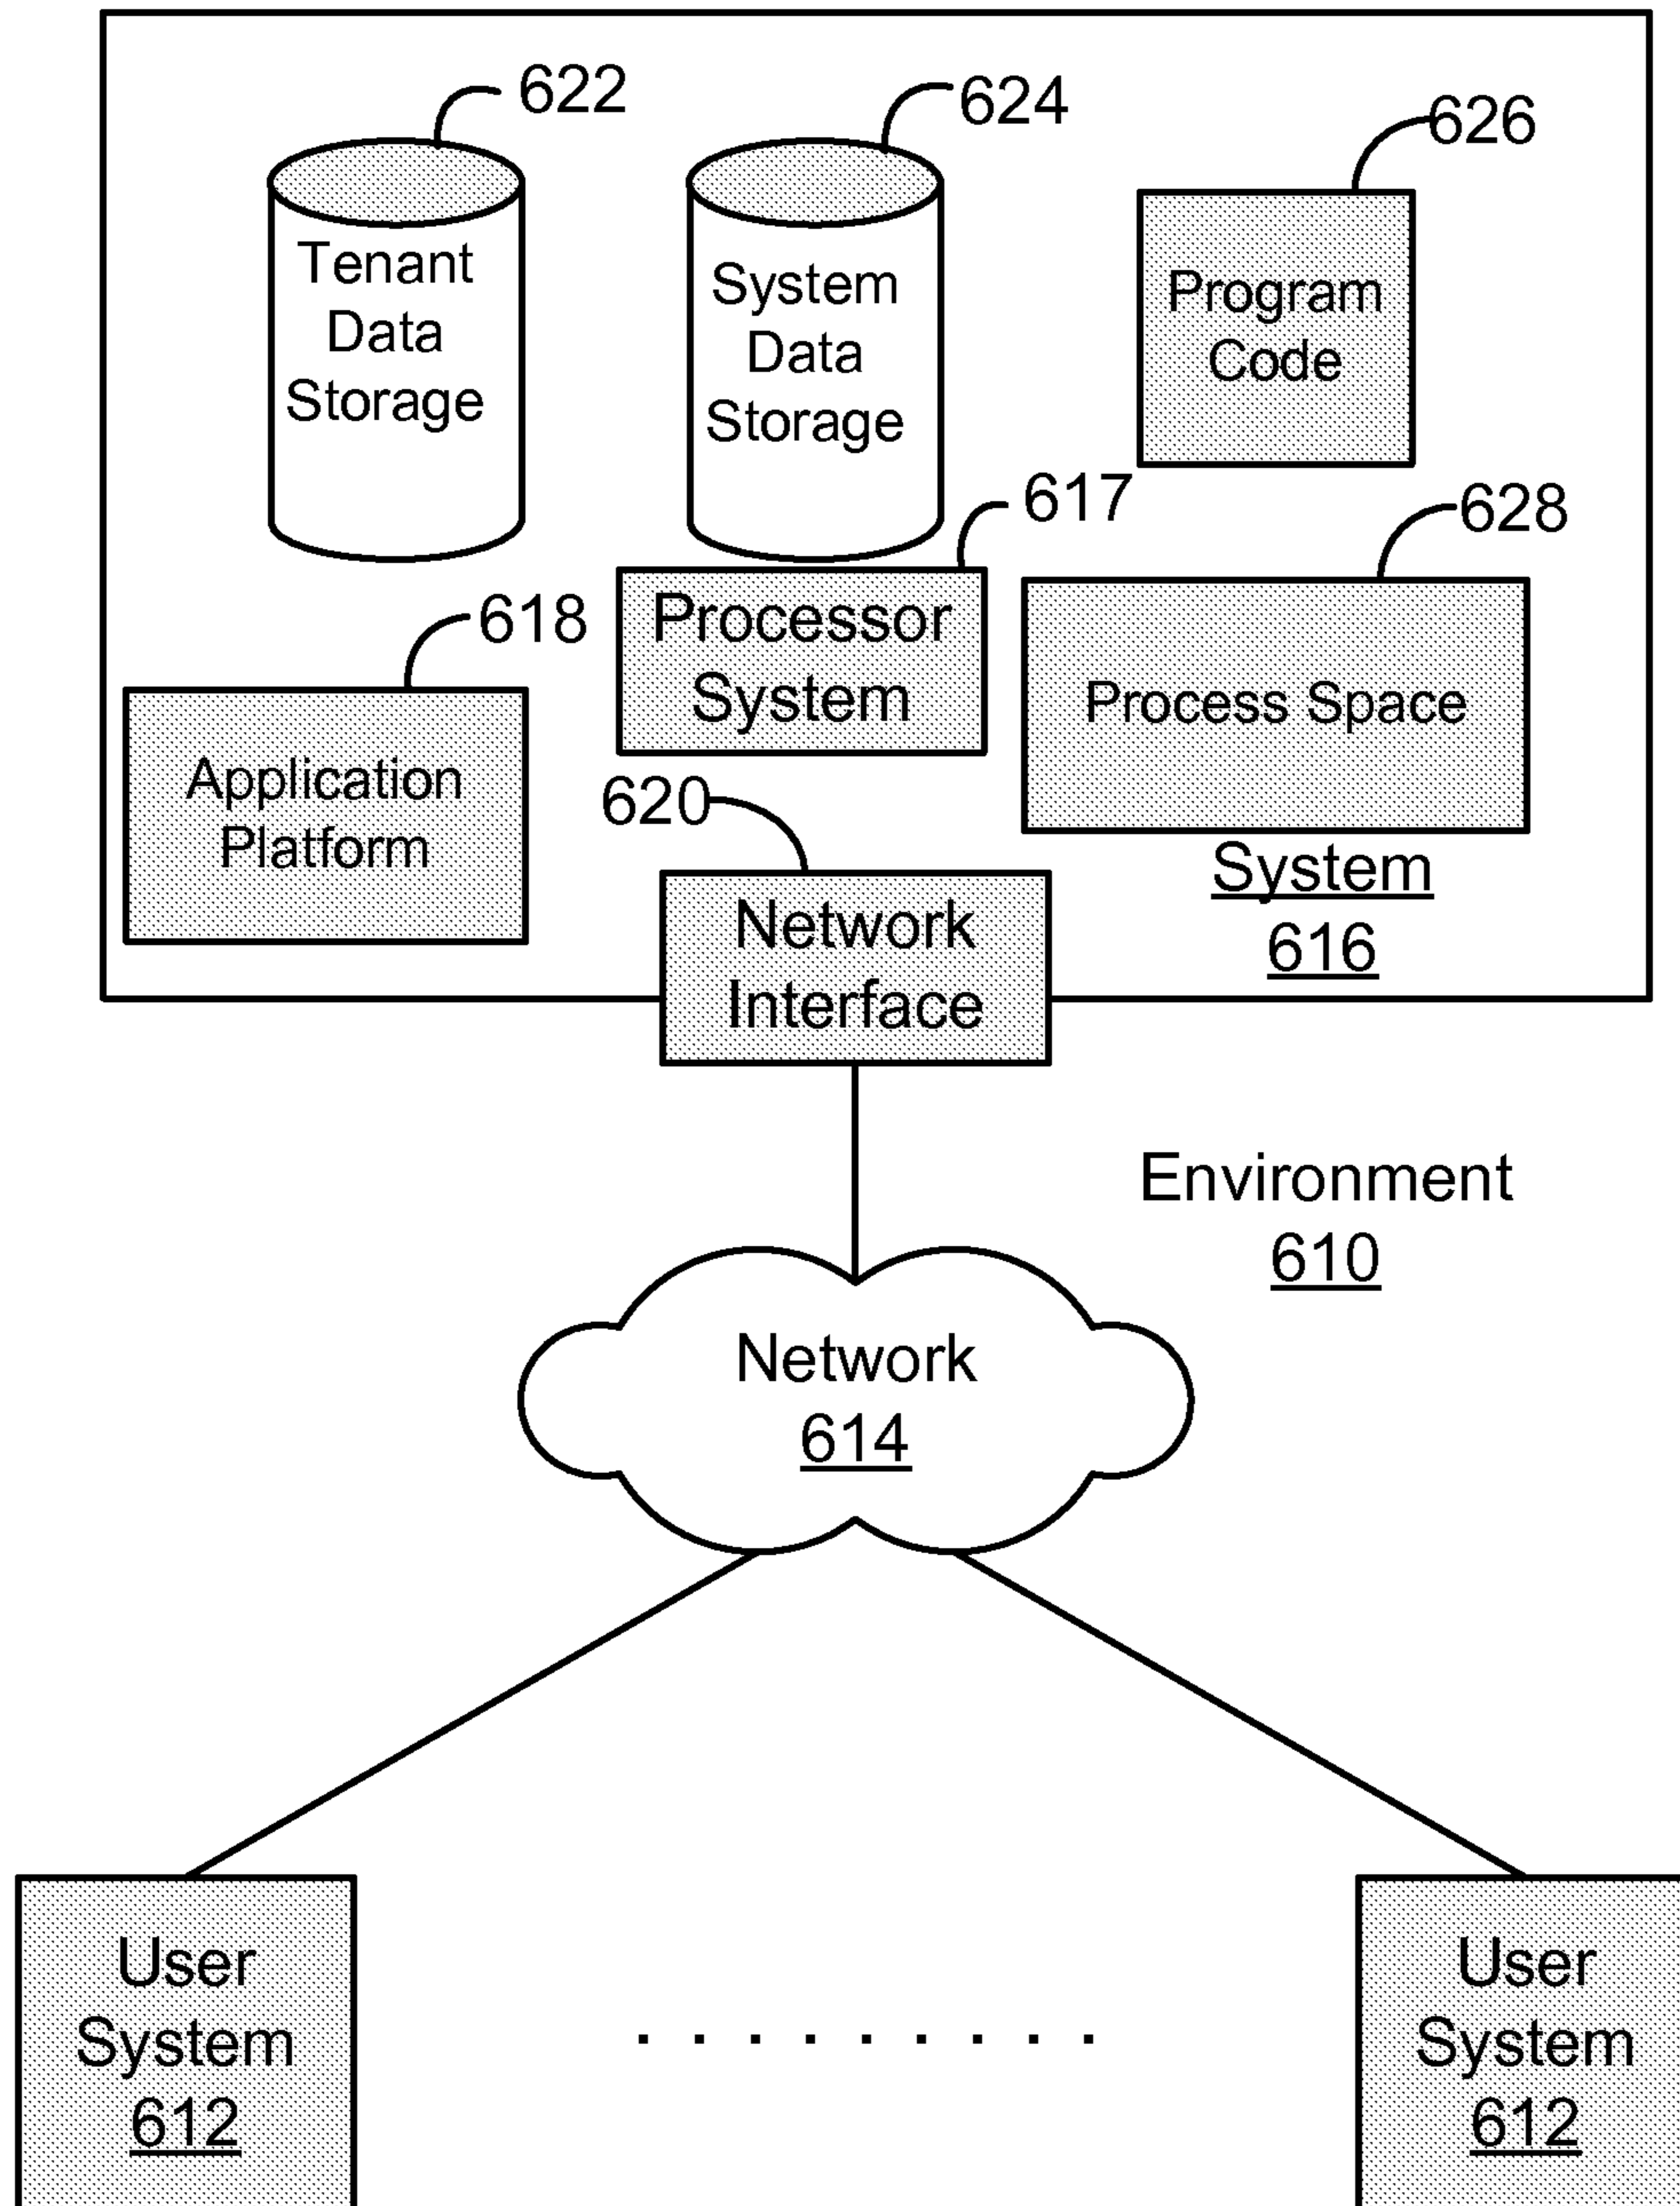 622
624
626
Tenant
Data
Storage
System
Data
Storage
Program
Code
617
628
618
Processor
System
Process Space
Application
Platform
620
System
616
Network
Interface
Environment
610
Network
614
User
System
612
. . . . . . . . .
User
System
612